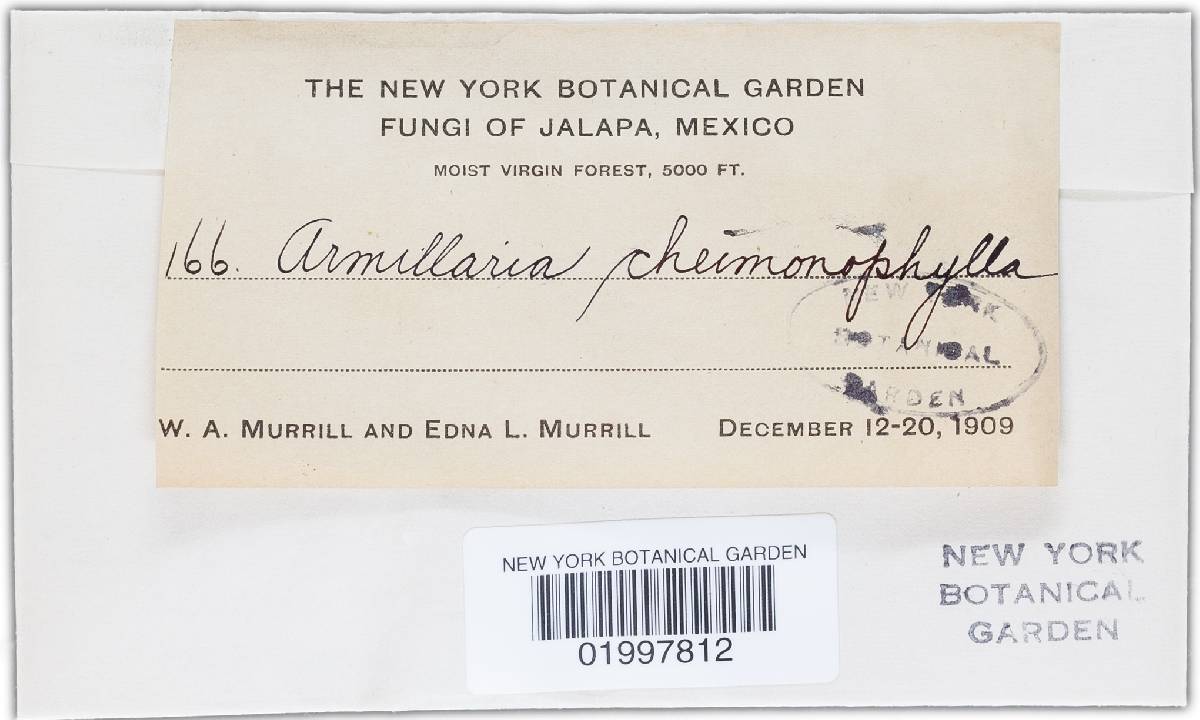 THE NEW YORK BOTANICAL GARDEN
FUNGI OF JALAPA, MEXICO
MOIST VIRGIN FOREST, 5000 FT.
166. Armillaria cheimonophylla
NEW YORK
BOTANICAL
GARDEN
W. A. MURRILL AND EDNA L. MURRILL DECEMBER 12-20, 1909
NEW YORK BOTANICAL GARDEN
01997812
NEW YORK
BOTANICAL
GARDEN